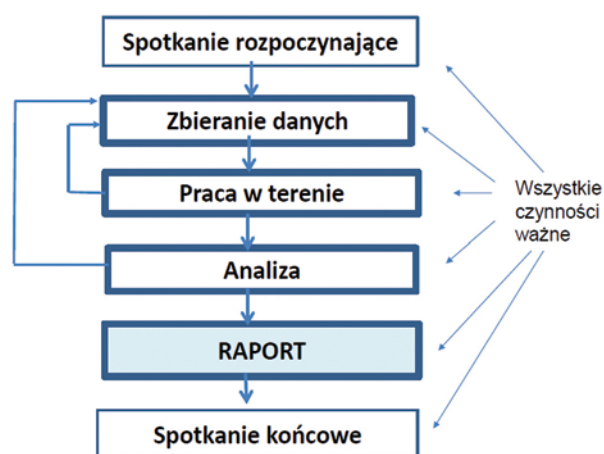 Spotkanie rozpoczynające
Zbieranie danych
Praca w terenie
Wszystkie
czynności
ważne
Analiza
RAPORT
Spotkanie końcowe